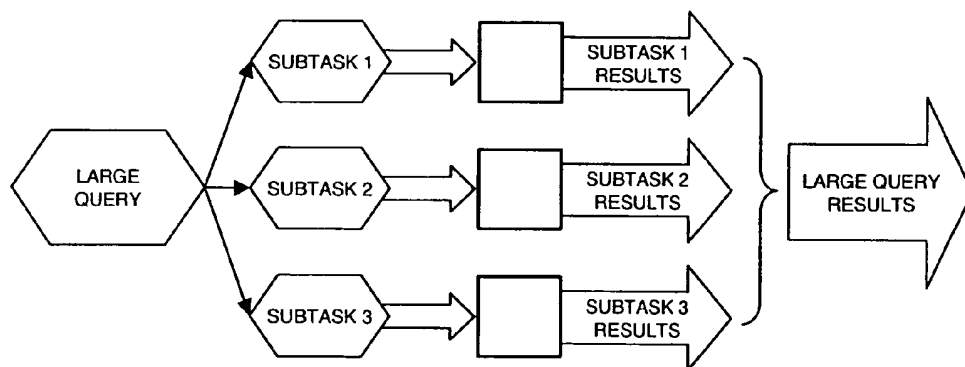 LARGE
QUERY
SUBTASK 1
SUBTASK 1
RESULTS
SUBTASK 2
SUBTASK 2
RESULTS
SUBTASK 3
SUBTASK 3
RESULTS
LARGE QUERY
RESULTS